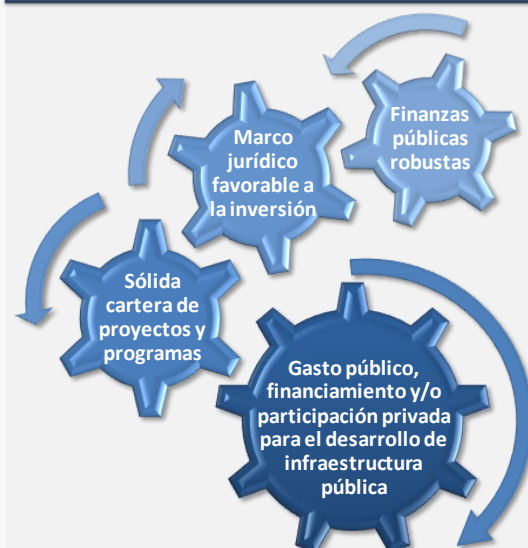 Finanzas
públicas
robustas
Marco
jurídico
favorable a
la inversión
Sólida
cartera de
proyectos y
programas
Gasto público,
financiamiento y/o
participación privada
para el desarrollo de
infraestructura
pública